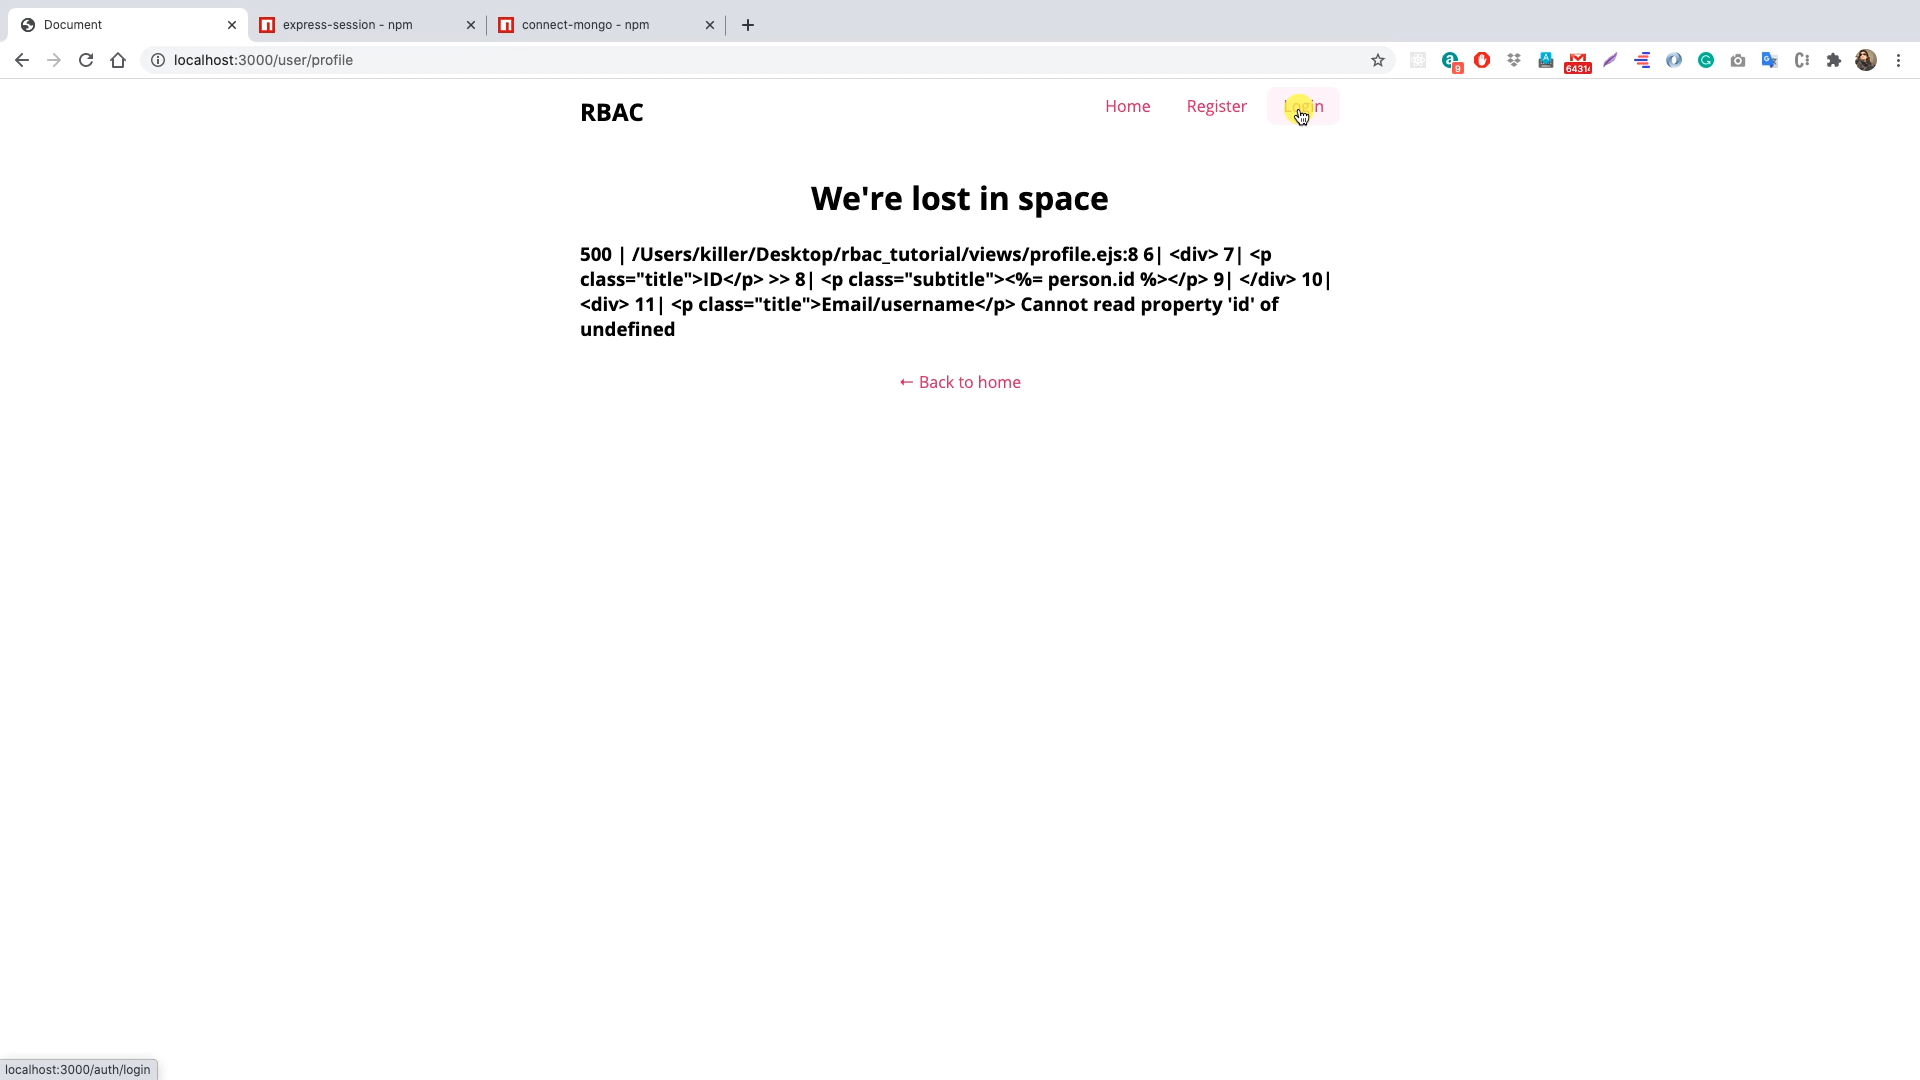 Document
express-session - npm
connect-mongo - npm
localhost:3000/user/profile
9
64314
RBAC
Home
Register
Login
We're lost in space
500 | /Users/killer/Desktop/rbac_tutorial/views/profile.ejs:8 6| <div> 7| <p
class="title">ID</p> >> 8| <p class="subtitle"><%= person.id %></p> 9| </div> 10|
<div> 11| <p class="title">Email/username</p> Cannot read property 'id' of
undefined
← Back to home
localhost:3000/auth/login